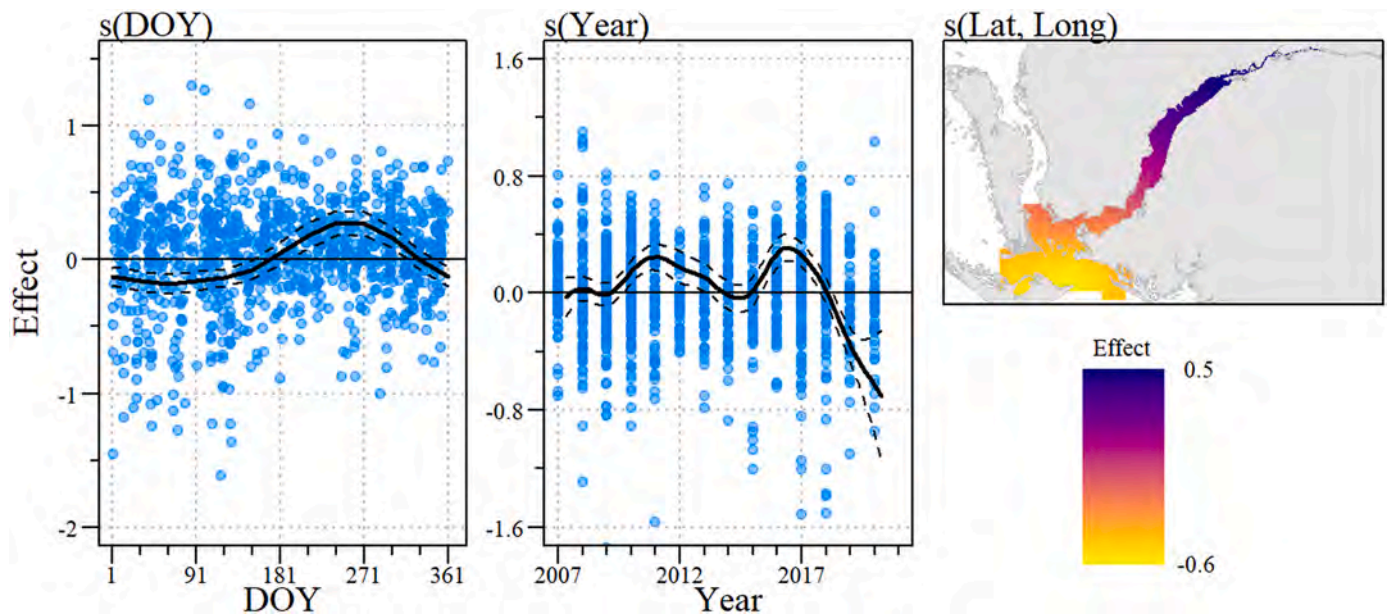 s(DOY)
s(Year)
s(Lat, Long)
Effect
1
0
-1
-2
1
91
181
271
361
DOY
1.6
0.8
0.0
-0.8
-1.6
2007
2012
2017
Year
Effect
0.5
-0.6